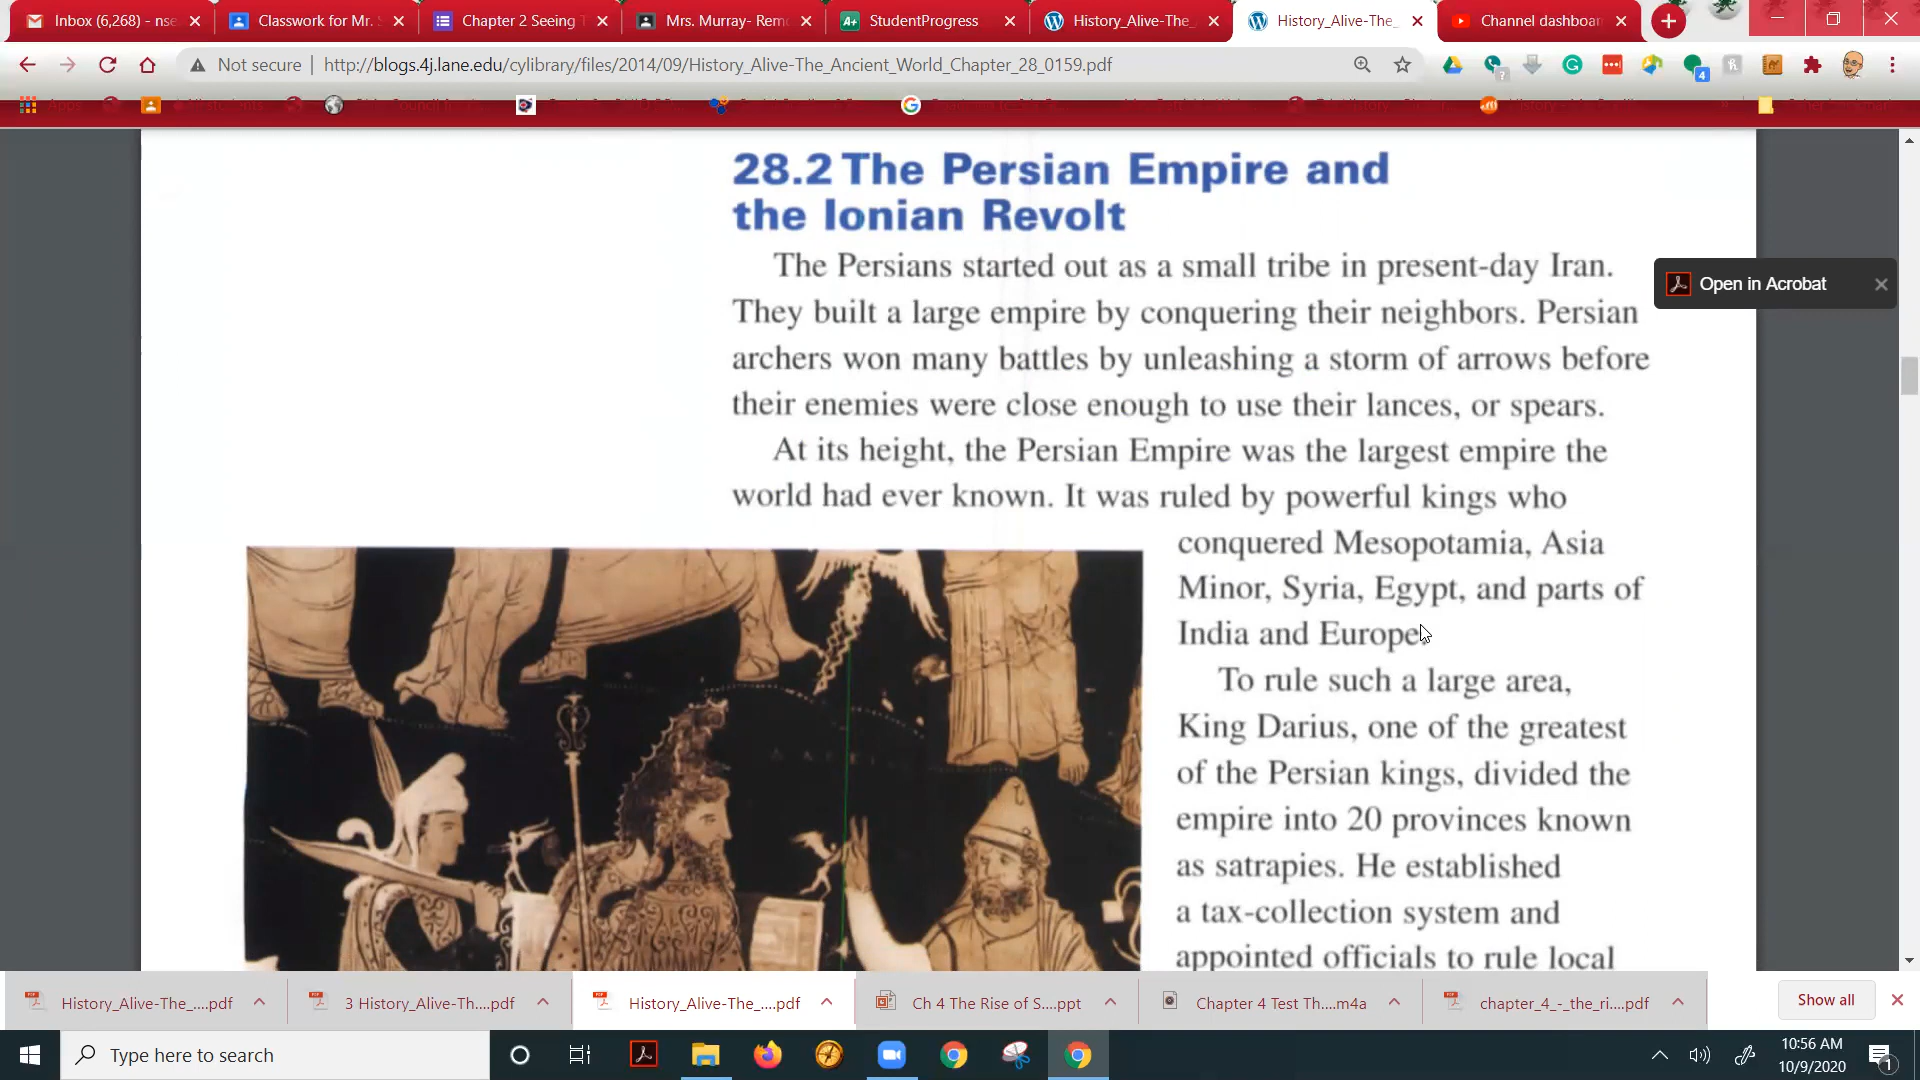 Inbox (6,268) - nse
Classwork for Mr.
Chapter 2 Seeing
Mrs. Murray- Rem
StudentProgress
History_Alive-The_
History_Alive-The_
Channel dashboar
Not secure | http://blogs.4j.lane.edu/cylibrary/files/2014/09/History_Alive-The_Ancient_World_Chapter_28_0159.pdf
Apps
28.2 The Persian Empire and
the Ionian Revolt
The Persians started out as a small tribe in present-day Iran.
They built a large empire by conquering their neighbors. Persian
archers won many battles by unleashing a storm of arrows before
their enemies were close enough to use their lances, or spears.
At its height, the Persian Empire was the largest empire the
world had ever known. It was ruled by powerful kings who
conquered Mesopotamia, Asia
Minor, Syria, Egypt, and parts of
India and Europe.
To rule such a large area,
King Darius, one of the greatest
of the Persian kings, divided the
empire into 20 provinces known
as satrapies. He established
a tax-collection system and
appointed officials to rule local
Open in Acrobat
History_Alive-The_....pdf
3 History_Alive-Th....pdf
History_Alive-The_....pdf
Ch 4 The Rise of S....ppt
Chapter 4 Test Th....m4a
chapter_4_-_the_ri....pdf
Show all
Type here to search
10:56 AM
10/9/2020
1